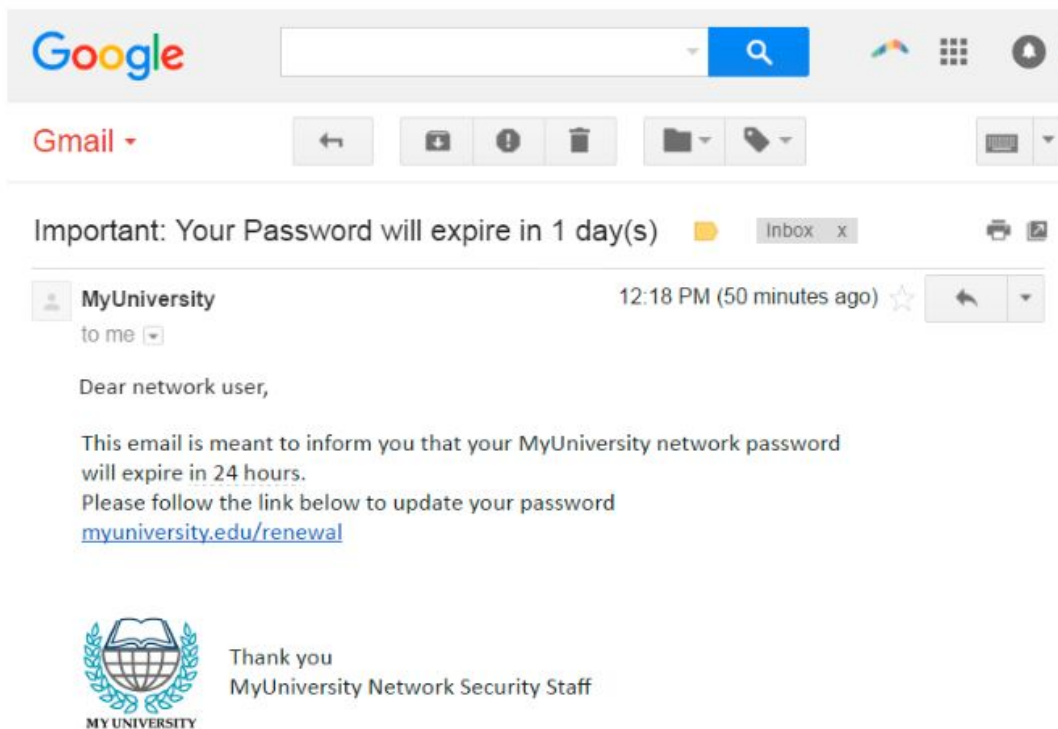 Google
Gmail
Important: Your Password will expire in 1 day(s)
Inbox x
MyUniversity
12:18 PM (50 minutes ago)
to me
Dear network user,
This email is meant to inform you that your MyUniversity network password
will expire in 24 hours.
Please follow the link below to update your password
myuniversity.edu/renewal
Thank you
MyUniversity Network Security Staff
MY UNIVERSITY